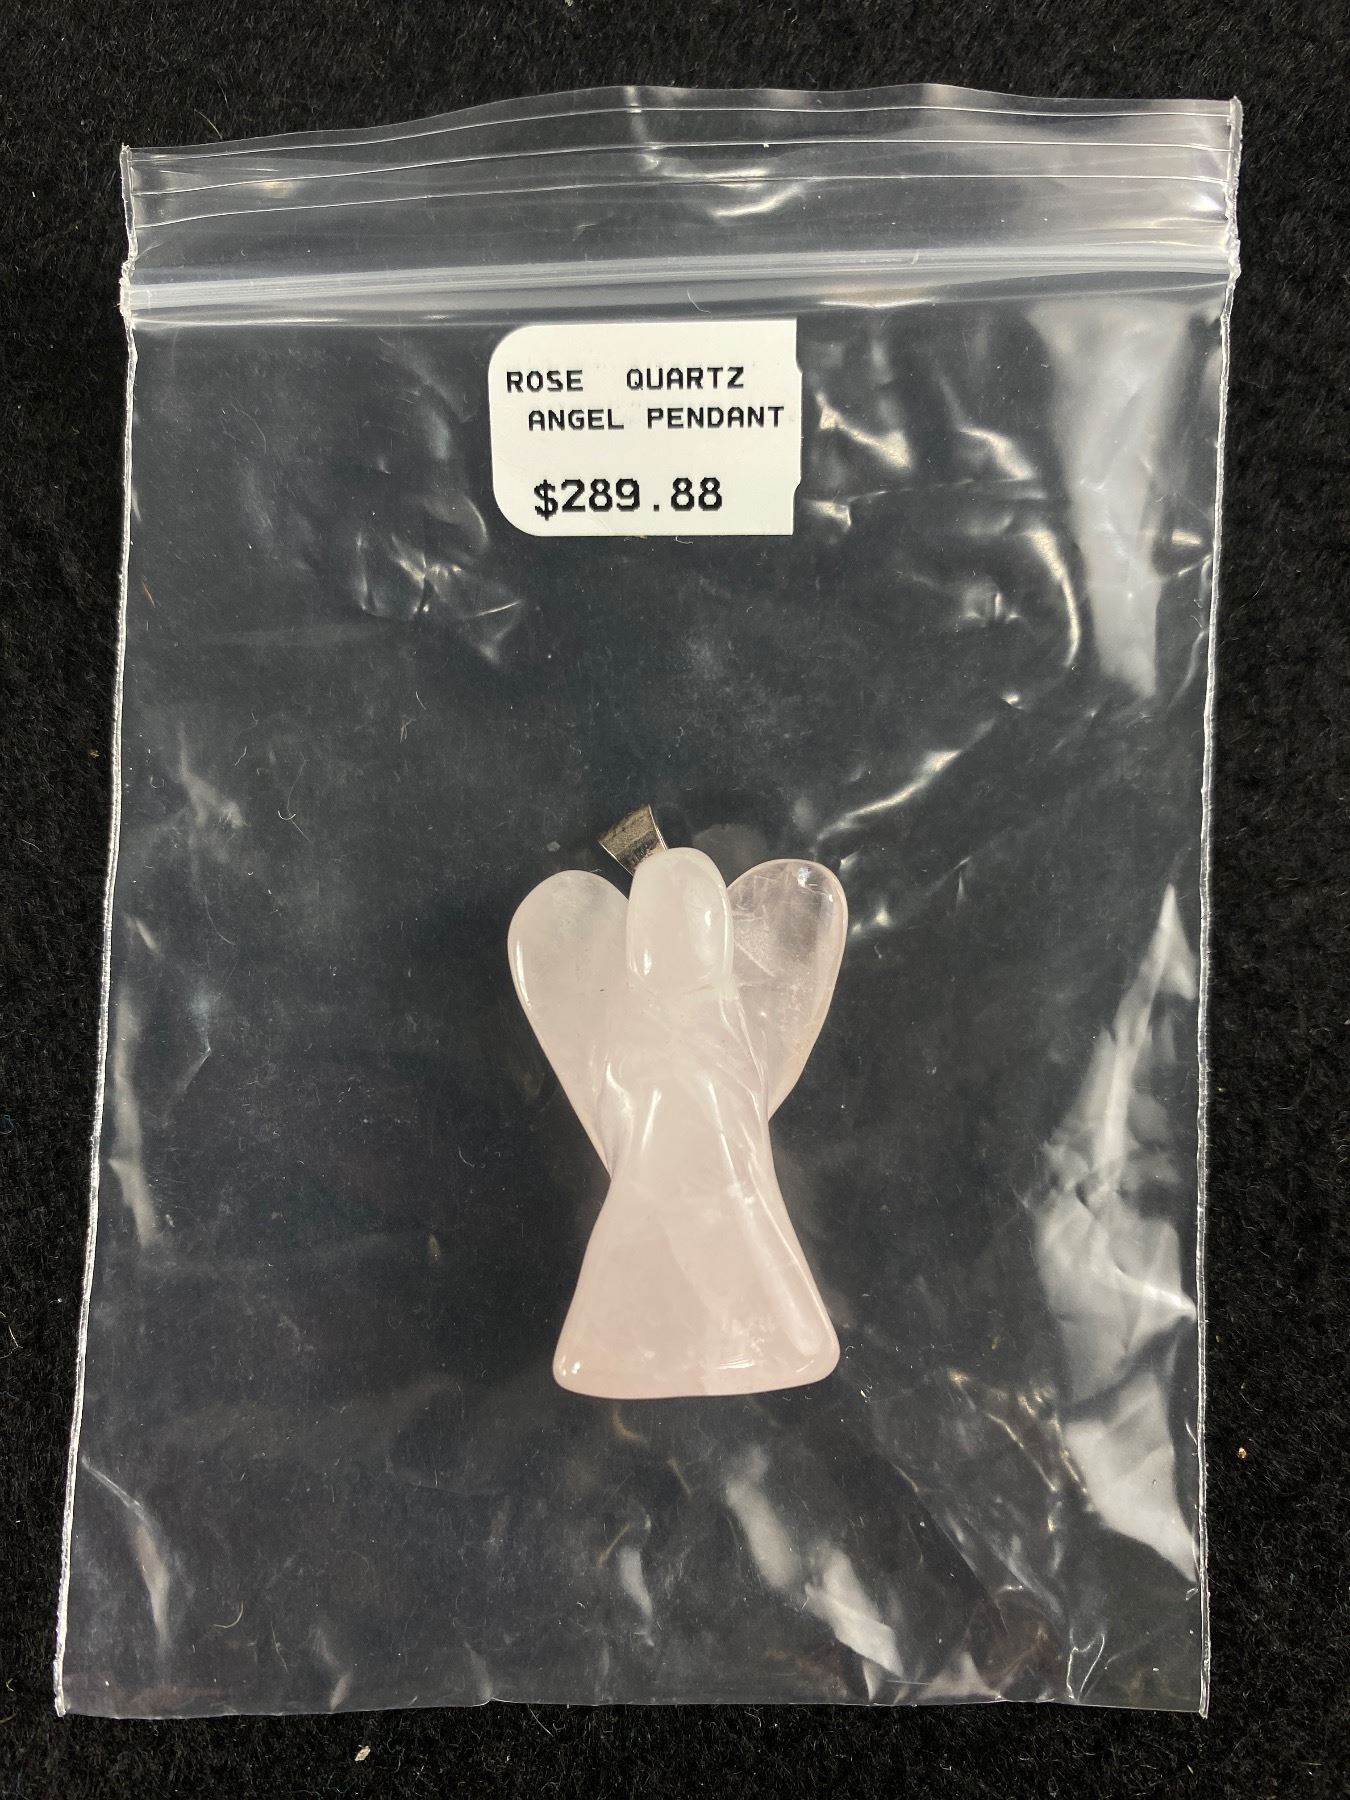 ROSE QUARTZ
ANGEL PENDANT
$289.88